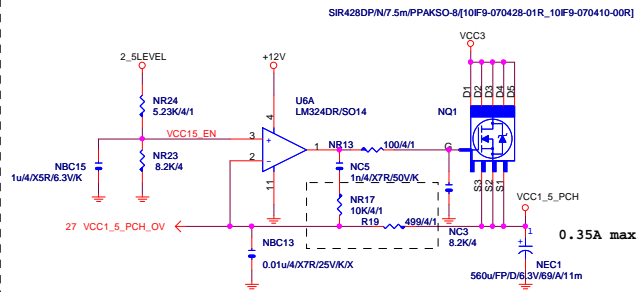 SIR428DP/N/7.5m/PPAKSO-8/[10IF9-070428-01R_10IF9-070410-00R]
VCC3
2_5LEVEL
+12V
D1
D2
D3
D4
D5
NR24
5.23K/4/1
U6A
LM324DR/SO14
NQ1
4
VCC15_EN
3
+
1
NR13
100/4/1
G
2
-
NBC15
1u/4/X5R/6.3V/K
NR23
8.2K/4
11
NC5
1n/4/X7R/50V/K
S3
S2
S1
NR17
10K/4/1
VCC1_5_PCH
27 VCC1_5_PCH_OV
R19
499/4/1
NC3
8.2K/4
1
0.35A max
+
NBC13
0.01u/4/X7R/25V/K/X
NEC1
560u/FP/D/6.3V/69/A/11m